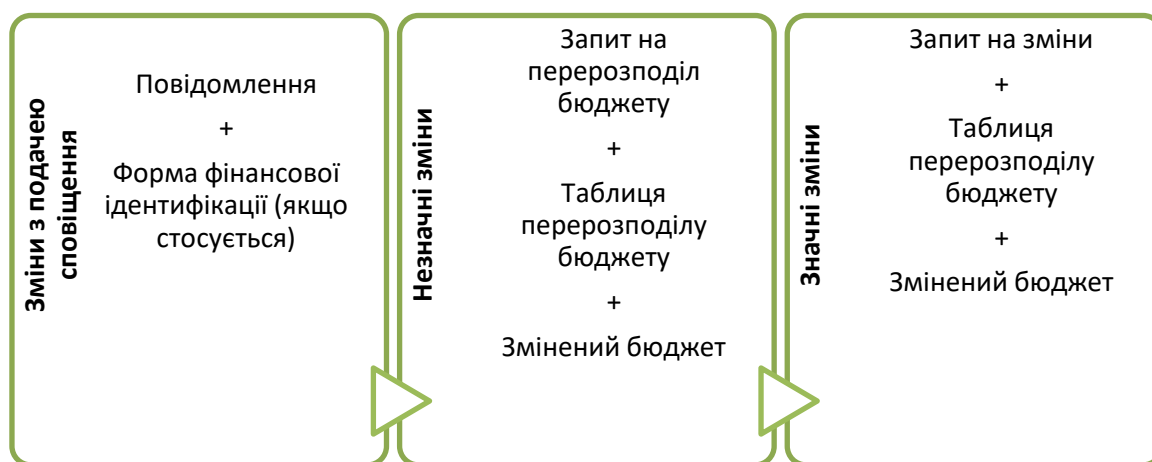 Зміни з подачею
сповіщення
Повідомлення
+
Форма фінансової
ідентифікації (якщо
стосується)
Незначні зміни
Запит на
перерозподіл
бюджету
+
Таблиця
перерозподілу
бюджету
+
Змінений бюджет
Значні зміни
Запит на зміни
+
Таблиця
перерозподілу
бюджету
+
Змінений бюджет